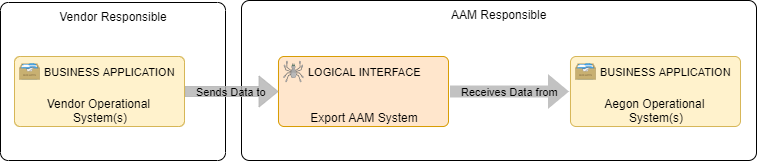 Vendor Responsible
AAM Responsible
BUSINESS APPLICATION
Vendor Operational
System(s)
Sends Data to
LOGICAL INTERFACE
Export AAM System
Receives Data from
BUSINESS APPLICATION
Aegon Operational
System(s)